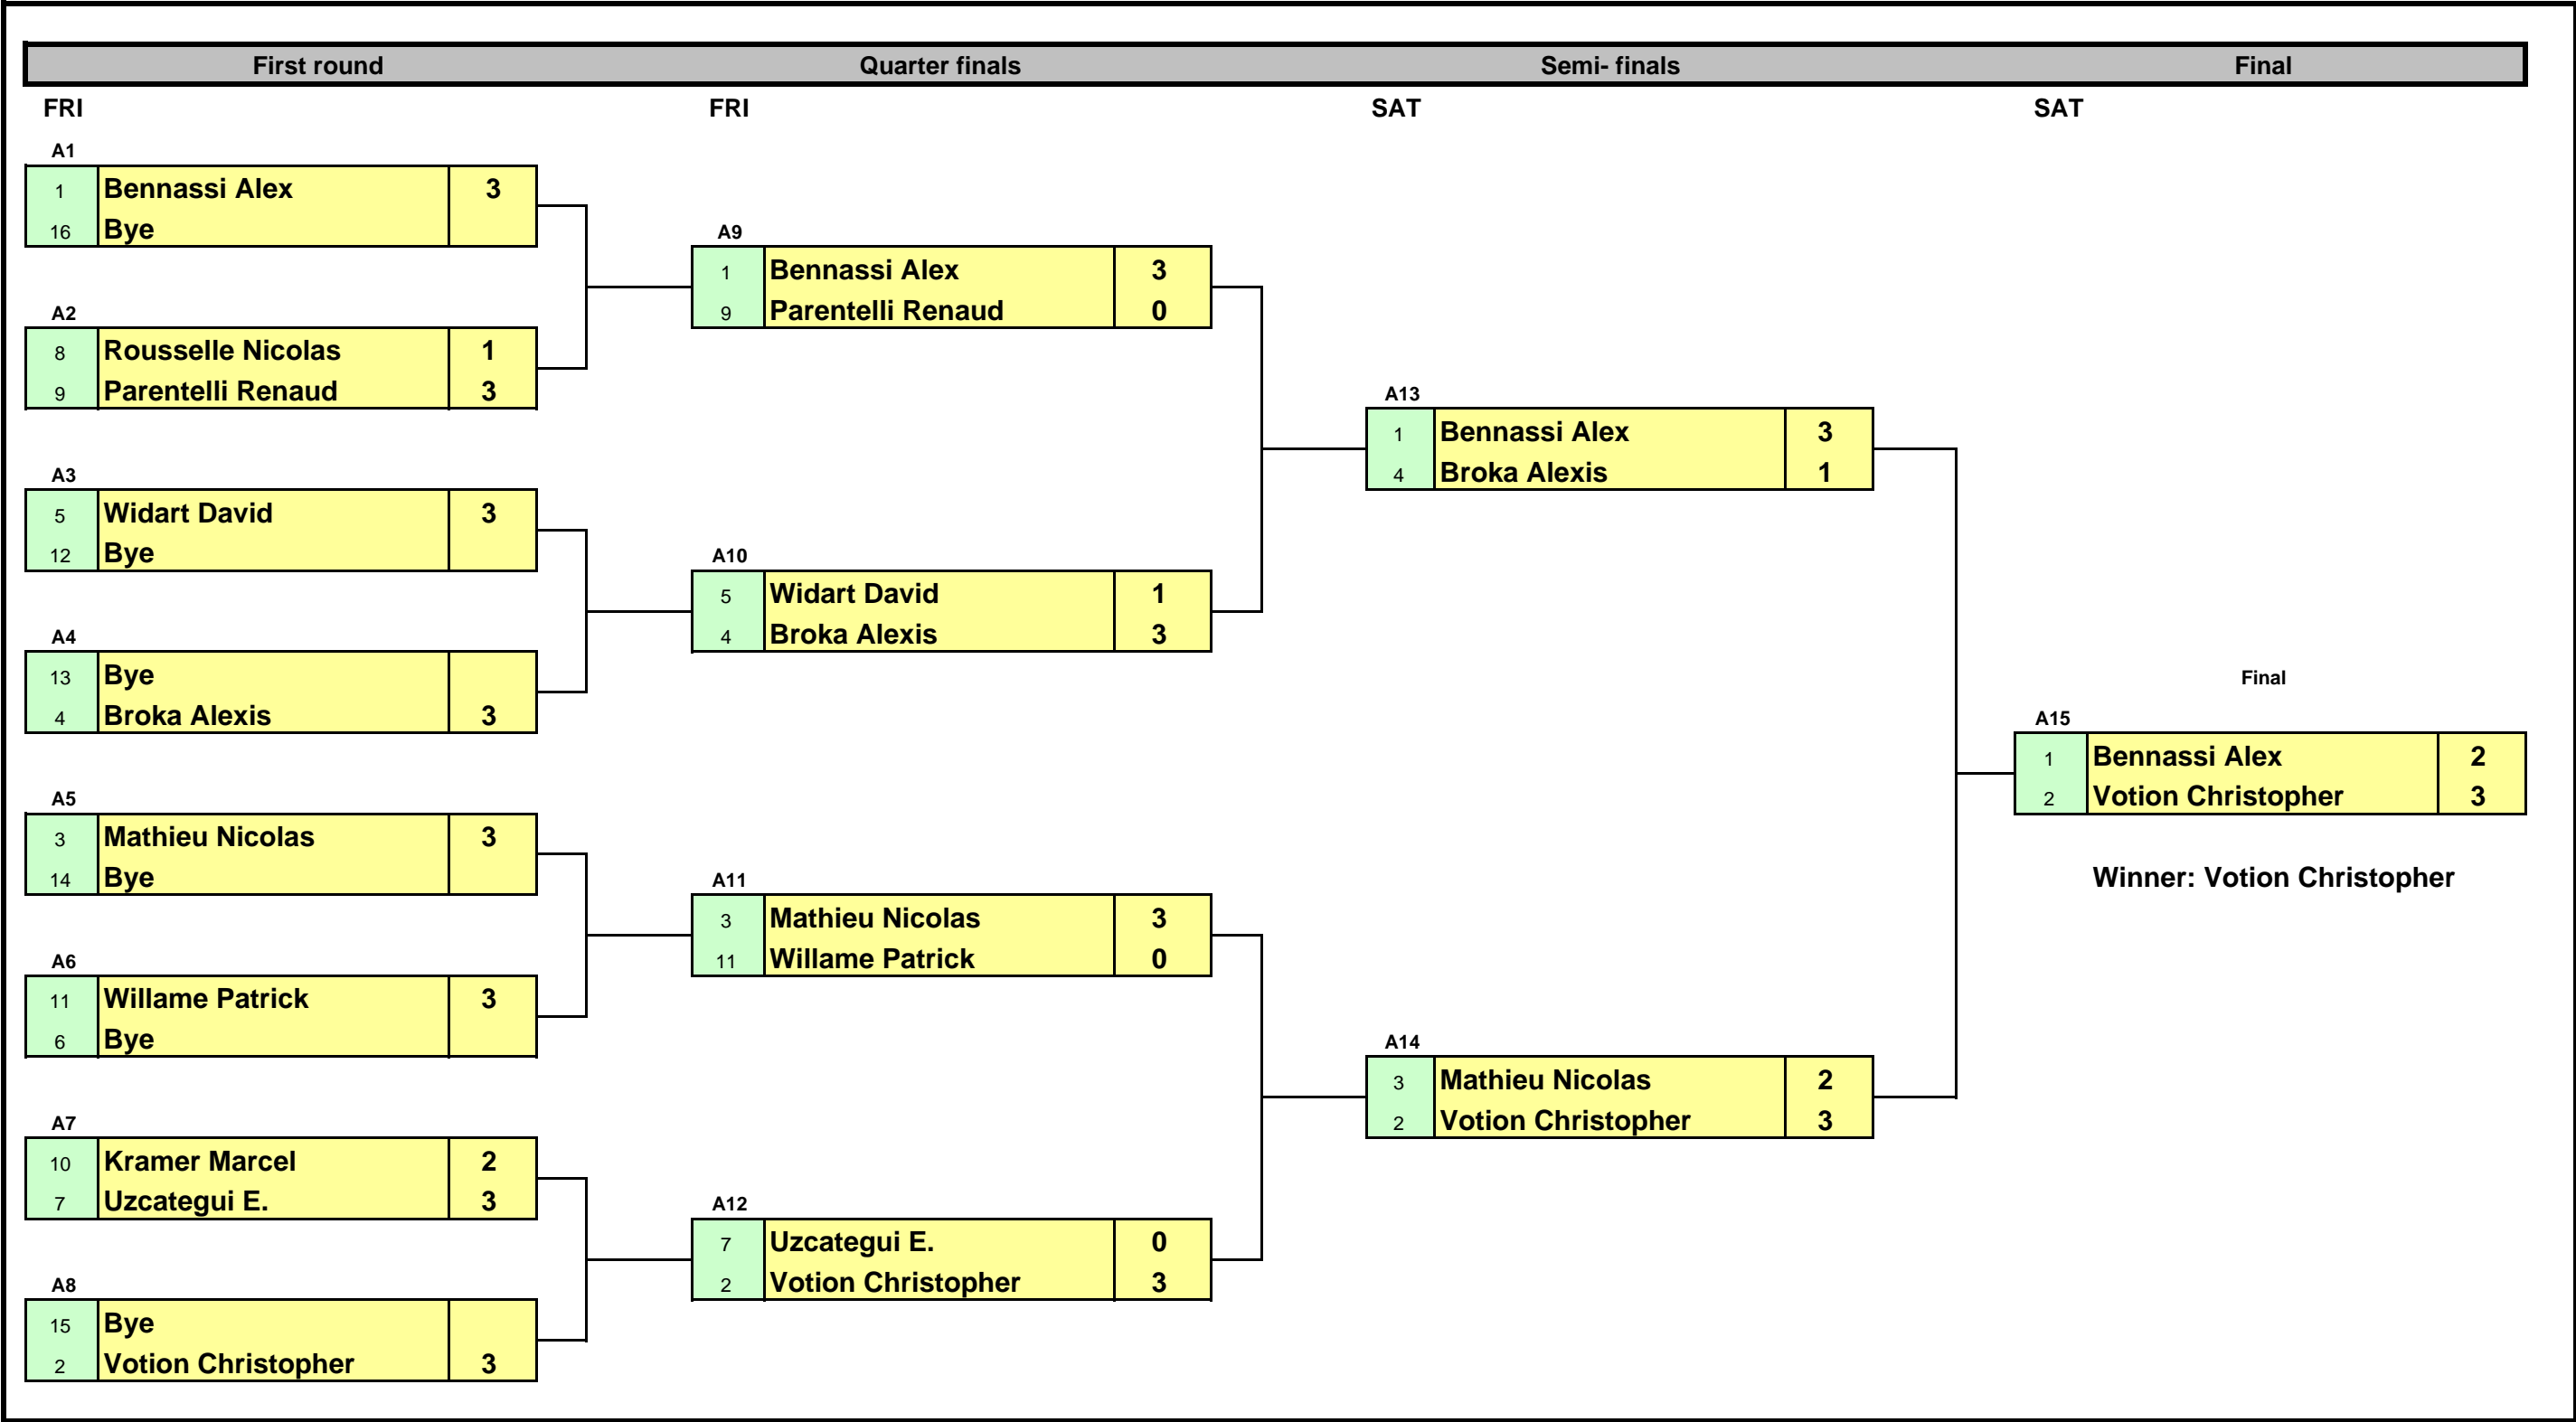 First round Quarter finals Semi- finals Final
FRI FRI SAT SAT
A1
1 Bennassi Alex 3
16 Bye
A2
8 Rousselle Nicolas 1
9 Parentelli Renaud 3
A3
5 Widart David 3
12 Bye
A4
13 Bye
4 Broka Alexis 3
A5
3 Mathieu Nicolas 3
14 Bye
A6
11 Willame Patrick 3
6 Bye
A7
10 Kramer Marcel 2
7 Uzcategui E. 3
A8
15 Bye
2 Votion Christopher 3
A9
1 Bennassi Alex 3
9 Parentelli Renaud 0
A10
5 Widart David 1
4 Broka Alexis 3
A11
3 Mathieu Nicolas 3
11 Willame Patrick 0
A12
7 Uzcategui E. 0
2 Votion Christopher 3
A13
1 Bennassi Alex 3
4 Broka Alexis 1
A14
3 Mathieu Nicolas 2
2 Votion Christopher 3
Final
A15
1 Bennassi Alex 2
2 Votion Christopher 3
Winner: Votion Christopher